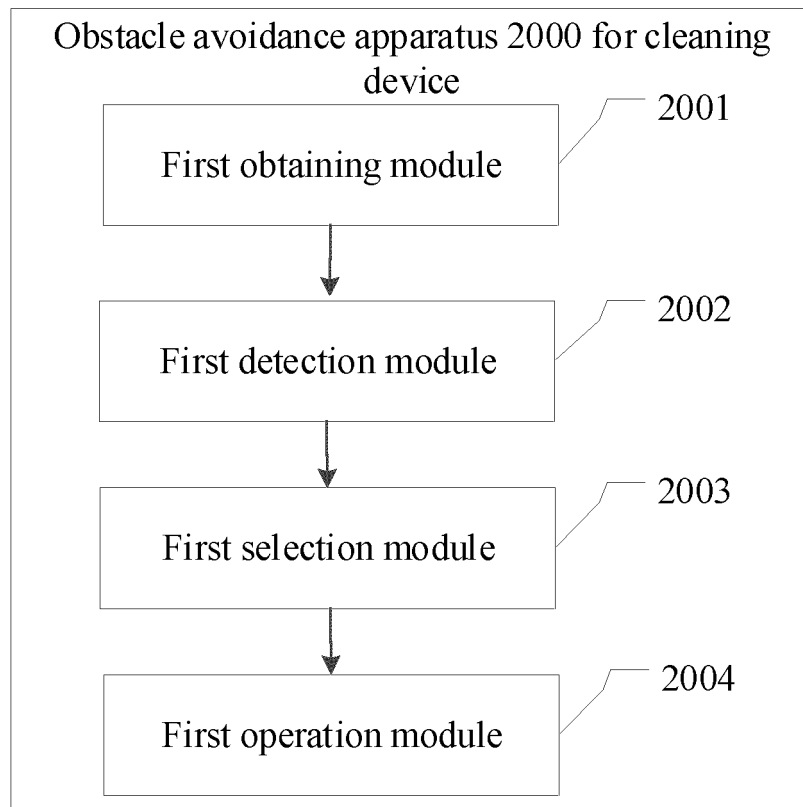 Obstacle avoidance apparatus 2000 for cleaning
device
2001
First obtaining module
2002
First detection module
2003
First selection module
2004
First operation module